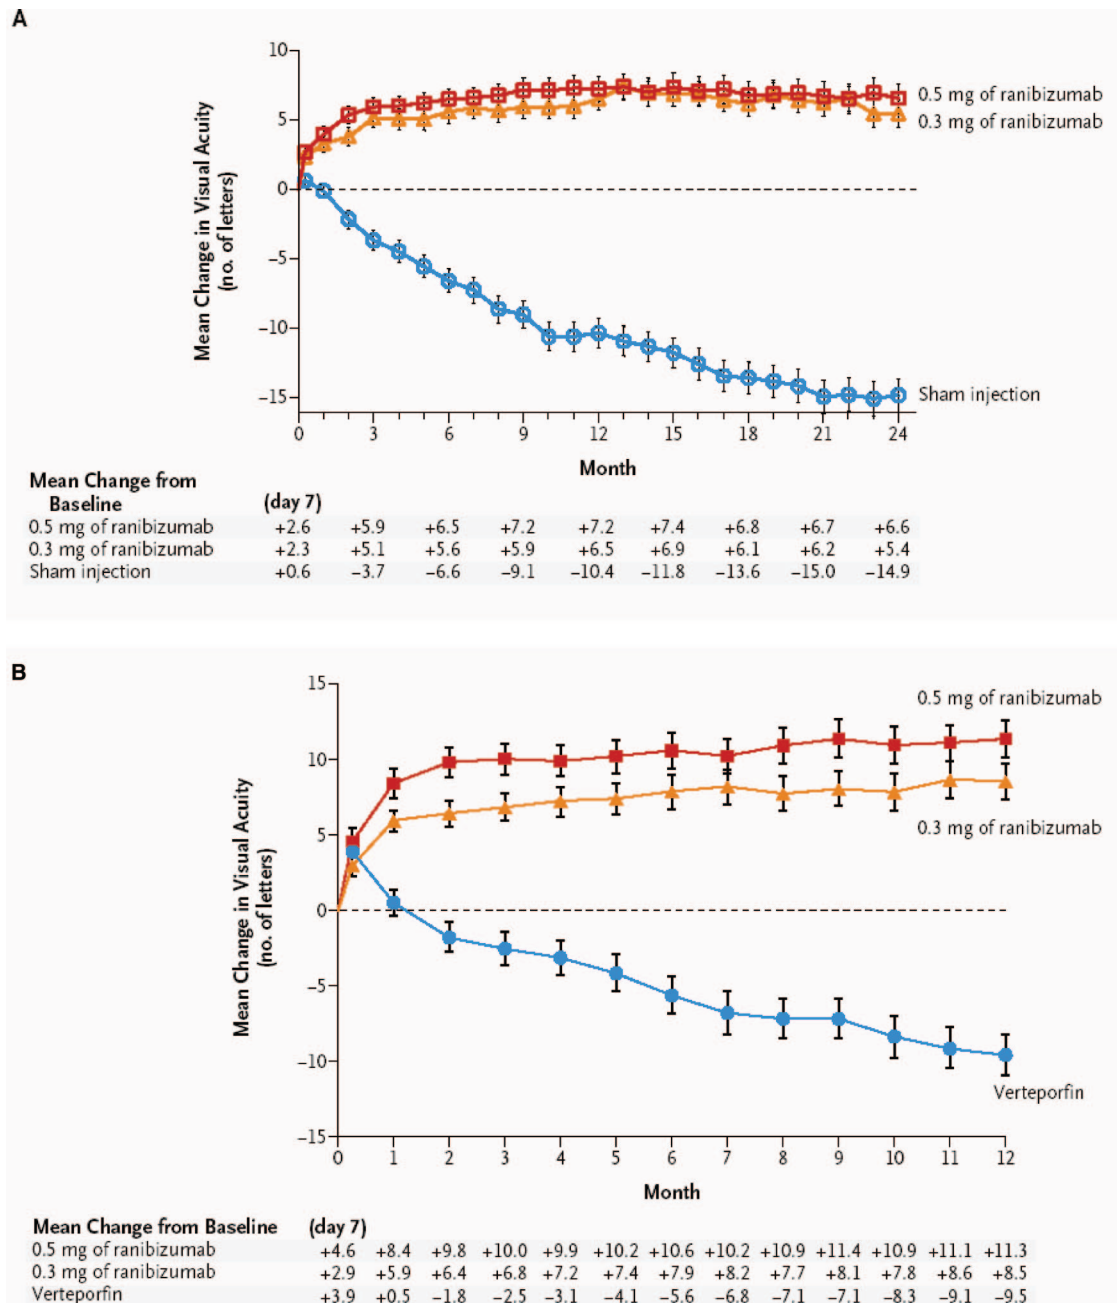 A
10
5
0
−5
−10
−15
Mean Change in Visual Acuity
(no. of letters)
0.5 mg of ranibizumab
0.3 mg of ranibizumab
Sham injection
0 3 6 9 12 15 18 21 24
Month
Mean Change from
Baseline (day 7)
0.5 mg of ranibizumab +2.6 +5.9 +6.5 +7.2 +7.2 +7.4 +6.8 +6.7 +6.6
0.3 mg of ranibizumab +2.3 +5.1 +5.6 +5.9 +6.5 +6.9 +6.1 +6.2 +5.4
Sham injection +0.6 −3.7 −6.6 −9.1 −10.4 −11.8 −13.6 −15.0 −14.9
B
15
10
5
0
−5
−10
−15
Mean Change in Visual Acuity
(no. of letters)
0.5 mg of ranibizumab
0.3 mg of ranibizumab
Verteporfin
0 1 2 3 4 5 6 7 8 9 10 11 12
Month
Mean Change from Baseline (day 7)
0.5 mg of ranibizumab +4.6 +8.4 +9.8 +10.0 +9.9 +10.2 +10.6 +10.2 +10.9 +11.4 +10.9 +11.1 +11.3
0.3 mg of ranibizumab +2.9 +5.9 +6.4 +6.8 +7.2 +7.4 +7.9 +8.2 +7.7 +8.1 +7.8 +8.6 +8.5
Verteporfin +3.9 +0.5 −1.8 −2.5 −3.1 −4.1 −5.6 −6.8 −7.1 −7.1 −8.3 −9.1 −9.5